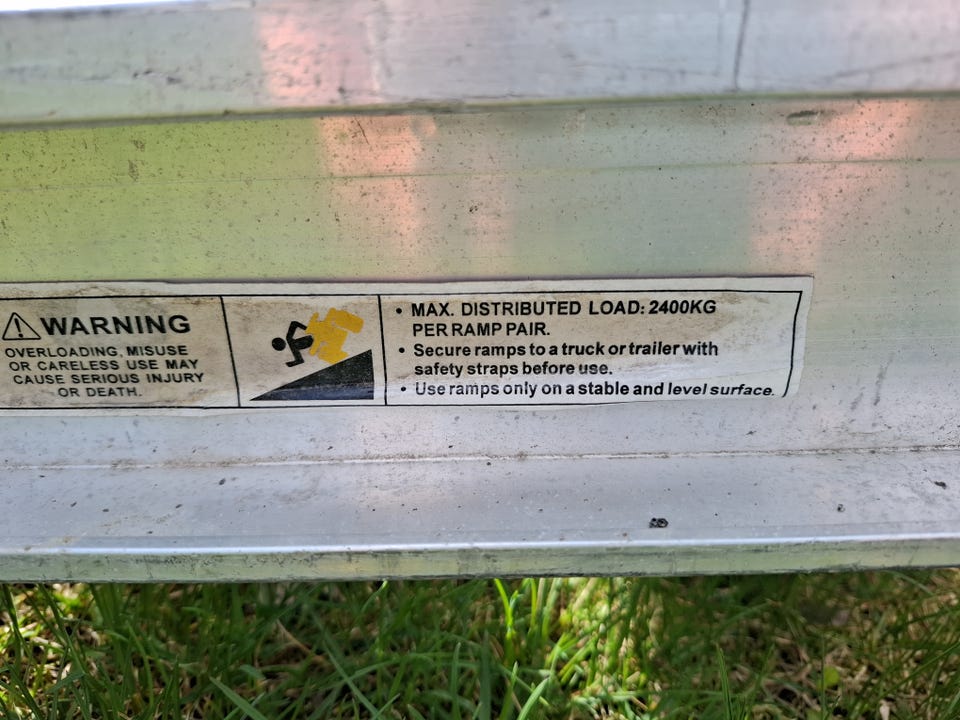 WARNING
OVERLOADING, MISUSE
OR CARELESS USE MAY
CAUSE SERIOUS INJURY
OR DEATH.
• MAX. DISTRIBUTED LOAD: 2400KG
PER RAMP PAIR.
• Secure ramps to a truck or trailer with
safety straps before use.
• Use ramps only on a stable and level surface.